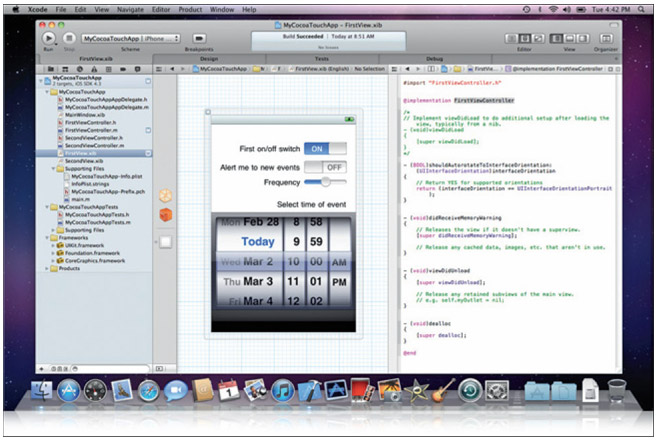 Xcode File Edit View Navigate Editor Product Window Help
Tue 4:42 PM
MyCocoaTouchApp – FirstView.xib
MyCocoaTouchApp | iPhone ...
Build Succeeded | Today at 8:51 AM
No Issues
Run Stop Scheme Breakpoints Editor View Organizer
FirstView.xib Design Tests Debug
MyCocoaTouchApp
FirstView.xib (English)
No Selection
@implementation FirstViewController
MyCocoaTouchApp
2 targets, iOS SDK 4.3
MyCocoaTouchAppAppDelegate.h
MyCocoaTouchAppAppDelegate.m
MainWindow.xib
FirstViewController.h
FirstViewController.m
SecondViewController.h
SecondViewController.m
FirstView.xib
SecondView.xib
Supporting Files
MyCocoaTouchApp-Info.plist
InfoPlist.strings
MyCocoaTouchApp-Prefix.pch
main.m
MyCocoaTouchAppTests
MyCocoaTouchAppTests.h
MyCocoaTouchAppTests.m
Supporting Files
Frameworks
UIKit.framework
Foundation.framework
CoreGraphics.framework
Products
First on/off switch ON
Alert me to new events OFF
Frequency
Select time of event
Mon Feb 28 8 58
Today 9 59
Wed Mar 2 10 00 AM
Thu Mar 3 11 01 PM
Fri Mar 4 12 02
#import "FirstViewController.h"
@implementation FirstViewController
/*
// Implement viewDidLoad to do additional setup after loading the
view, typically from a nib.
- (void)viewDidLoad
{
[super viewDidLoad];
}
*/
- (BOOL)shouldAutorotateToInterfaceOrientation:
(UIInterfaceOrientation)interfaceOrientation
{
// Return YES for supported orientations
return (interfaceOrientation == UIInterfaceOrientationPortrait
);
}
- (void)didReceiveMemoryWarning
{
// Releases the view if it doesn't have a superview.
[super didReceiveMemoryWarning];
// Release any cached data, images, etc. that aren't in use.
}
- (void)viewDidUnload
{
[super viewDidUnload];
// Release any retained subviews of the main view.
// e.g. self.myOutlet = nil;
}
- (void)dealloc
{
[super dealloc];
}
@end